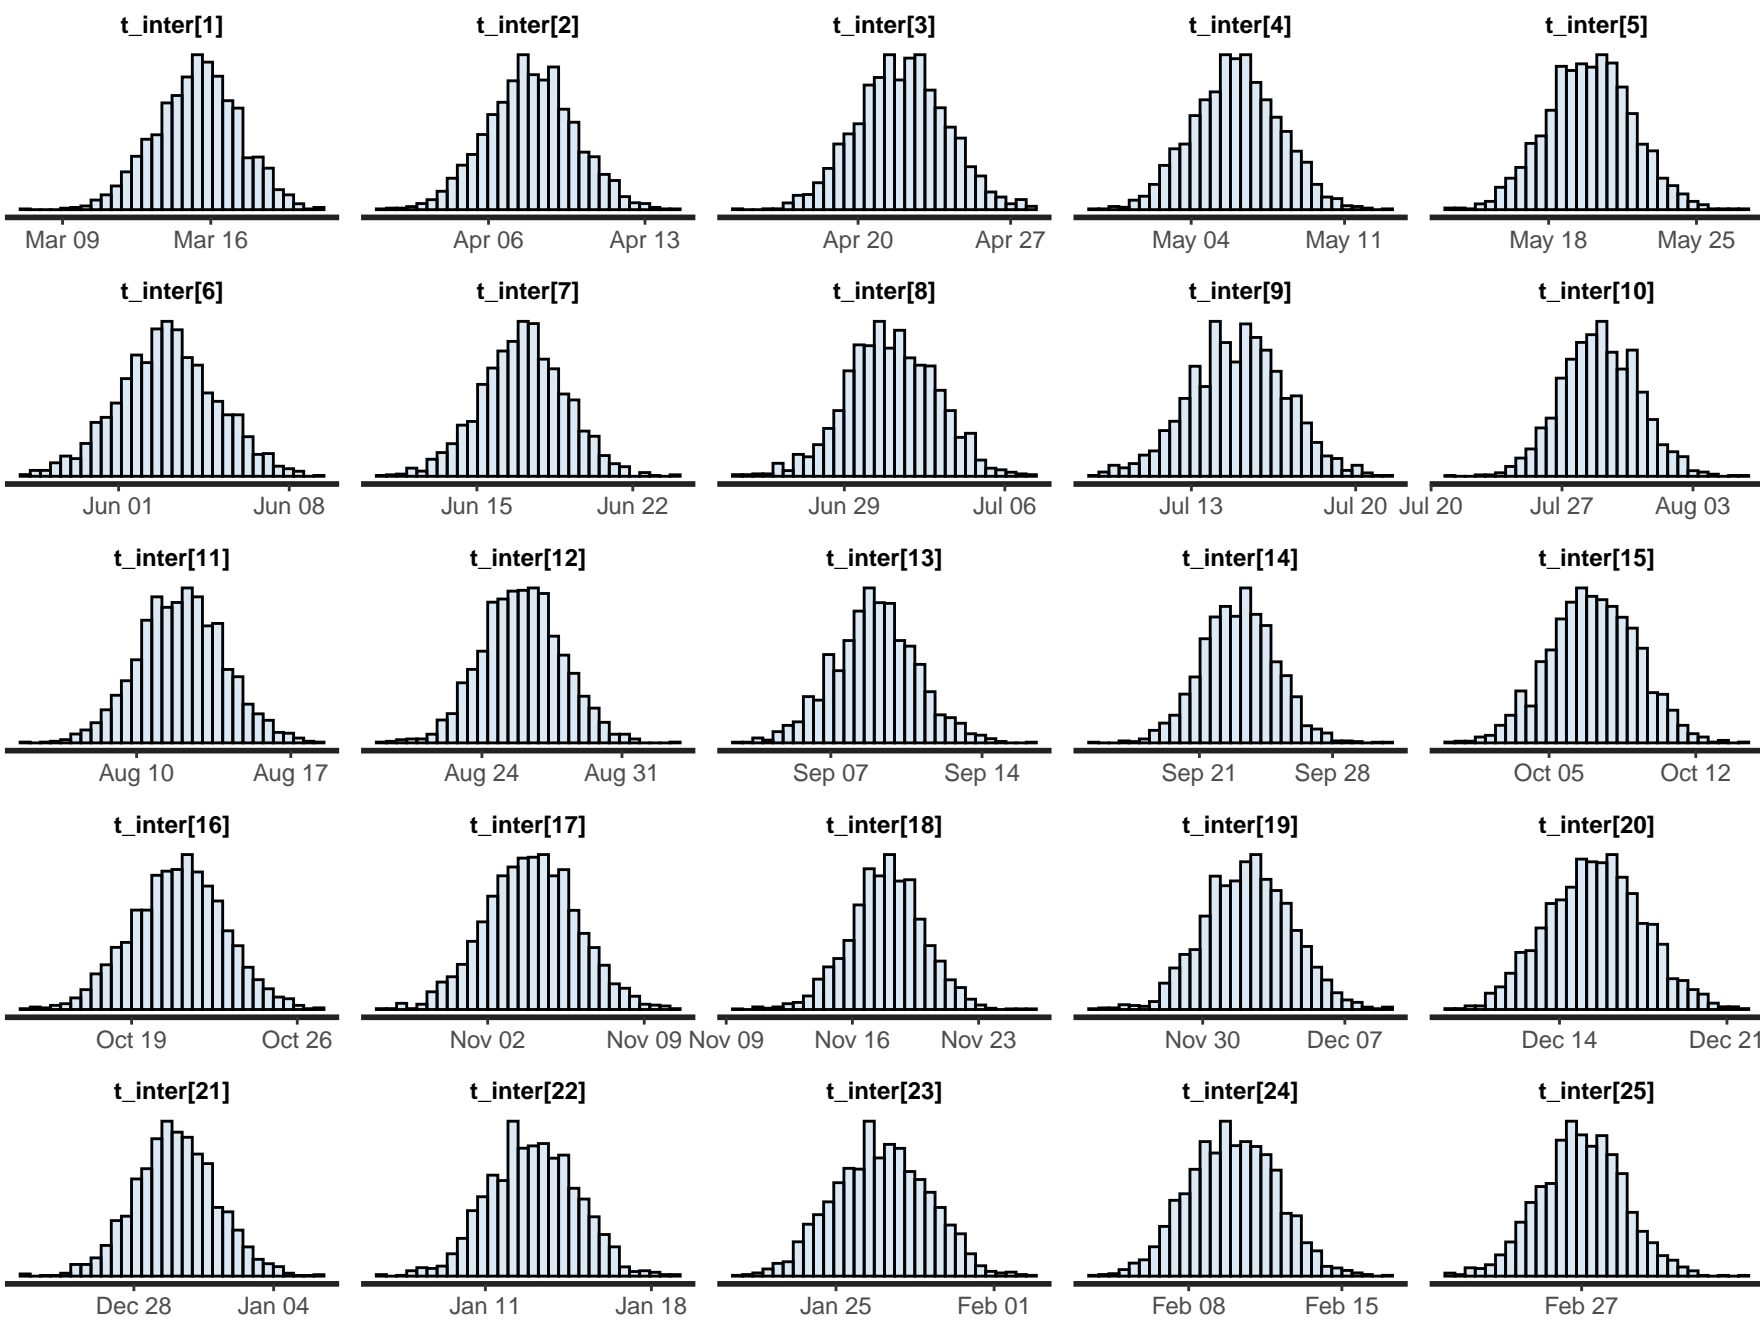 t_inter[1] t_inter[2] t_inter[3] t_inter[4] t_inter[5]
Mar 09 Mar 16 Apr 06 Apr 13 Apr 20 Apr 27 May 04 May 11 May 18 May 25
t_inter[6] t_inter[7] t_inter[8] t_inter[9] t_inter[10]
Jun 01 Jun 08 Jun 15 Jun 22 Jun 29 Jul 06 Jul 13 Jul 20 Jul 20 Jul 27 Aug 03
t_inter[11] t_inter[12] t_inter[13] t_inter[14] t_inter[15]
Aug 10 Aug 17 Aug 24 Aug 31 Sep 07 Sep 14 Sep 21 Sep 28 Oct 05 Oct 12
t_inter[16] t_inter[17] t_inter[18] t_inter[19] t_inter[20]
Oct 19 Oct 26 Nov 02 Nov 09 Nov 09 Nov 16 Nov 23 Nov 30 Dec 07 Dec 14 Dec 21
t_inter[21] t_inter[22] t_inter[23] t_inter[24] t_inter[25]
Dec 28 Jan 04 Jan 11 Jan 18 Jan 25 Feb 01 Feb 08 Feb 15 Feb 27